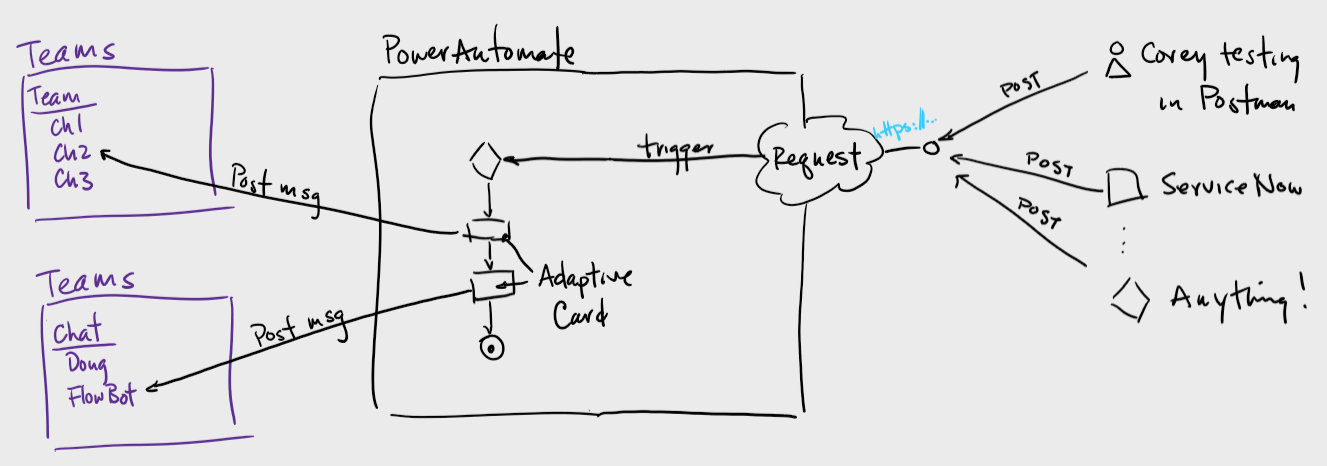 Teams
Team
Ch1
Ch2
Ch3
Post msg
Teams
Chat
Doug
FlowBot
Post msg
PowerAutomate
trigger
Request
Adaptive
Card
https://...
POST
Corey testing
in Postman
POST
ServiceNow
POST
Anything!